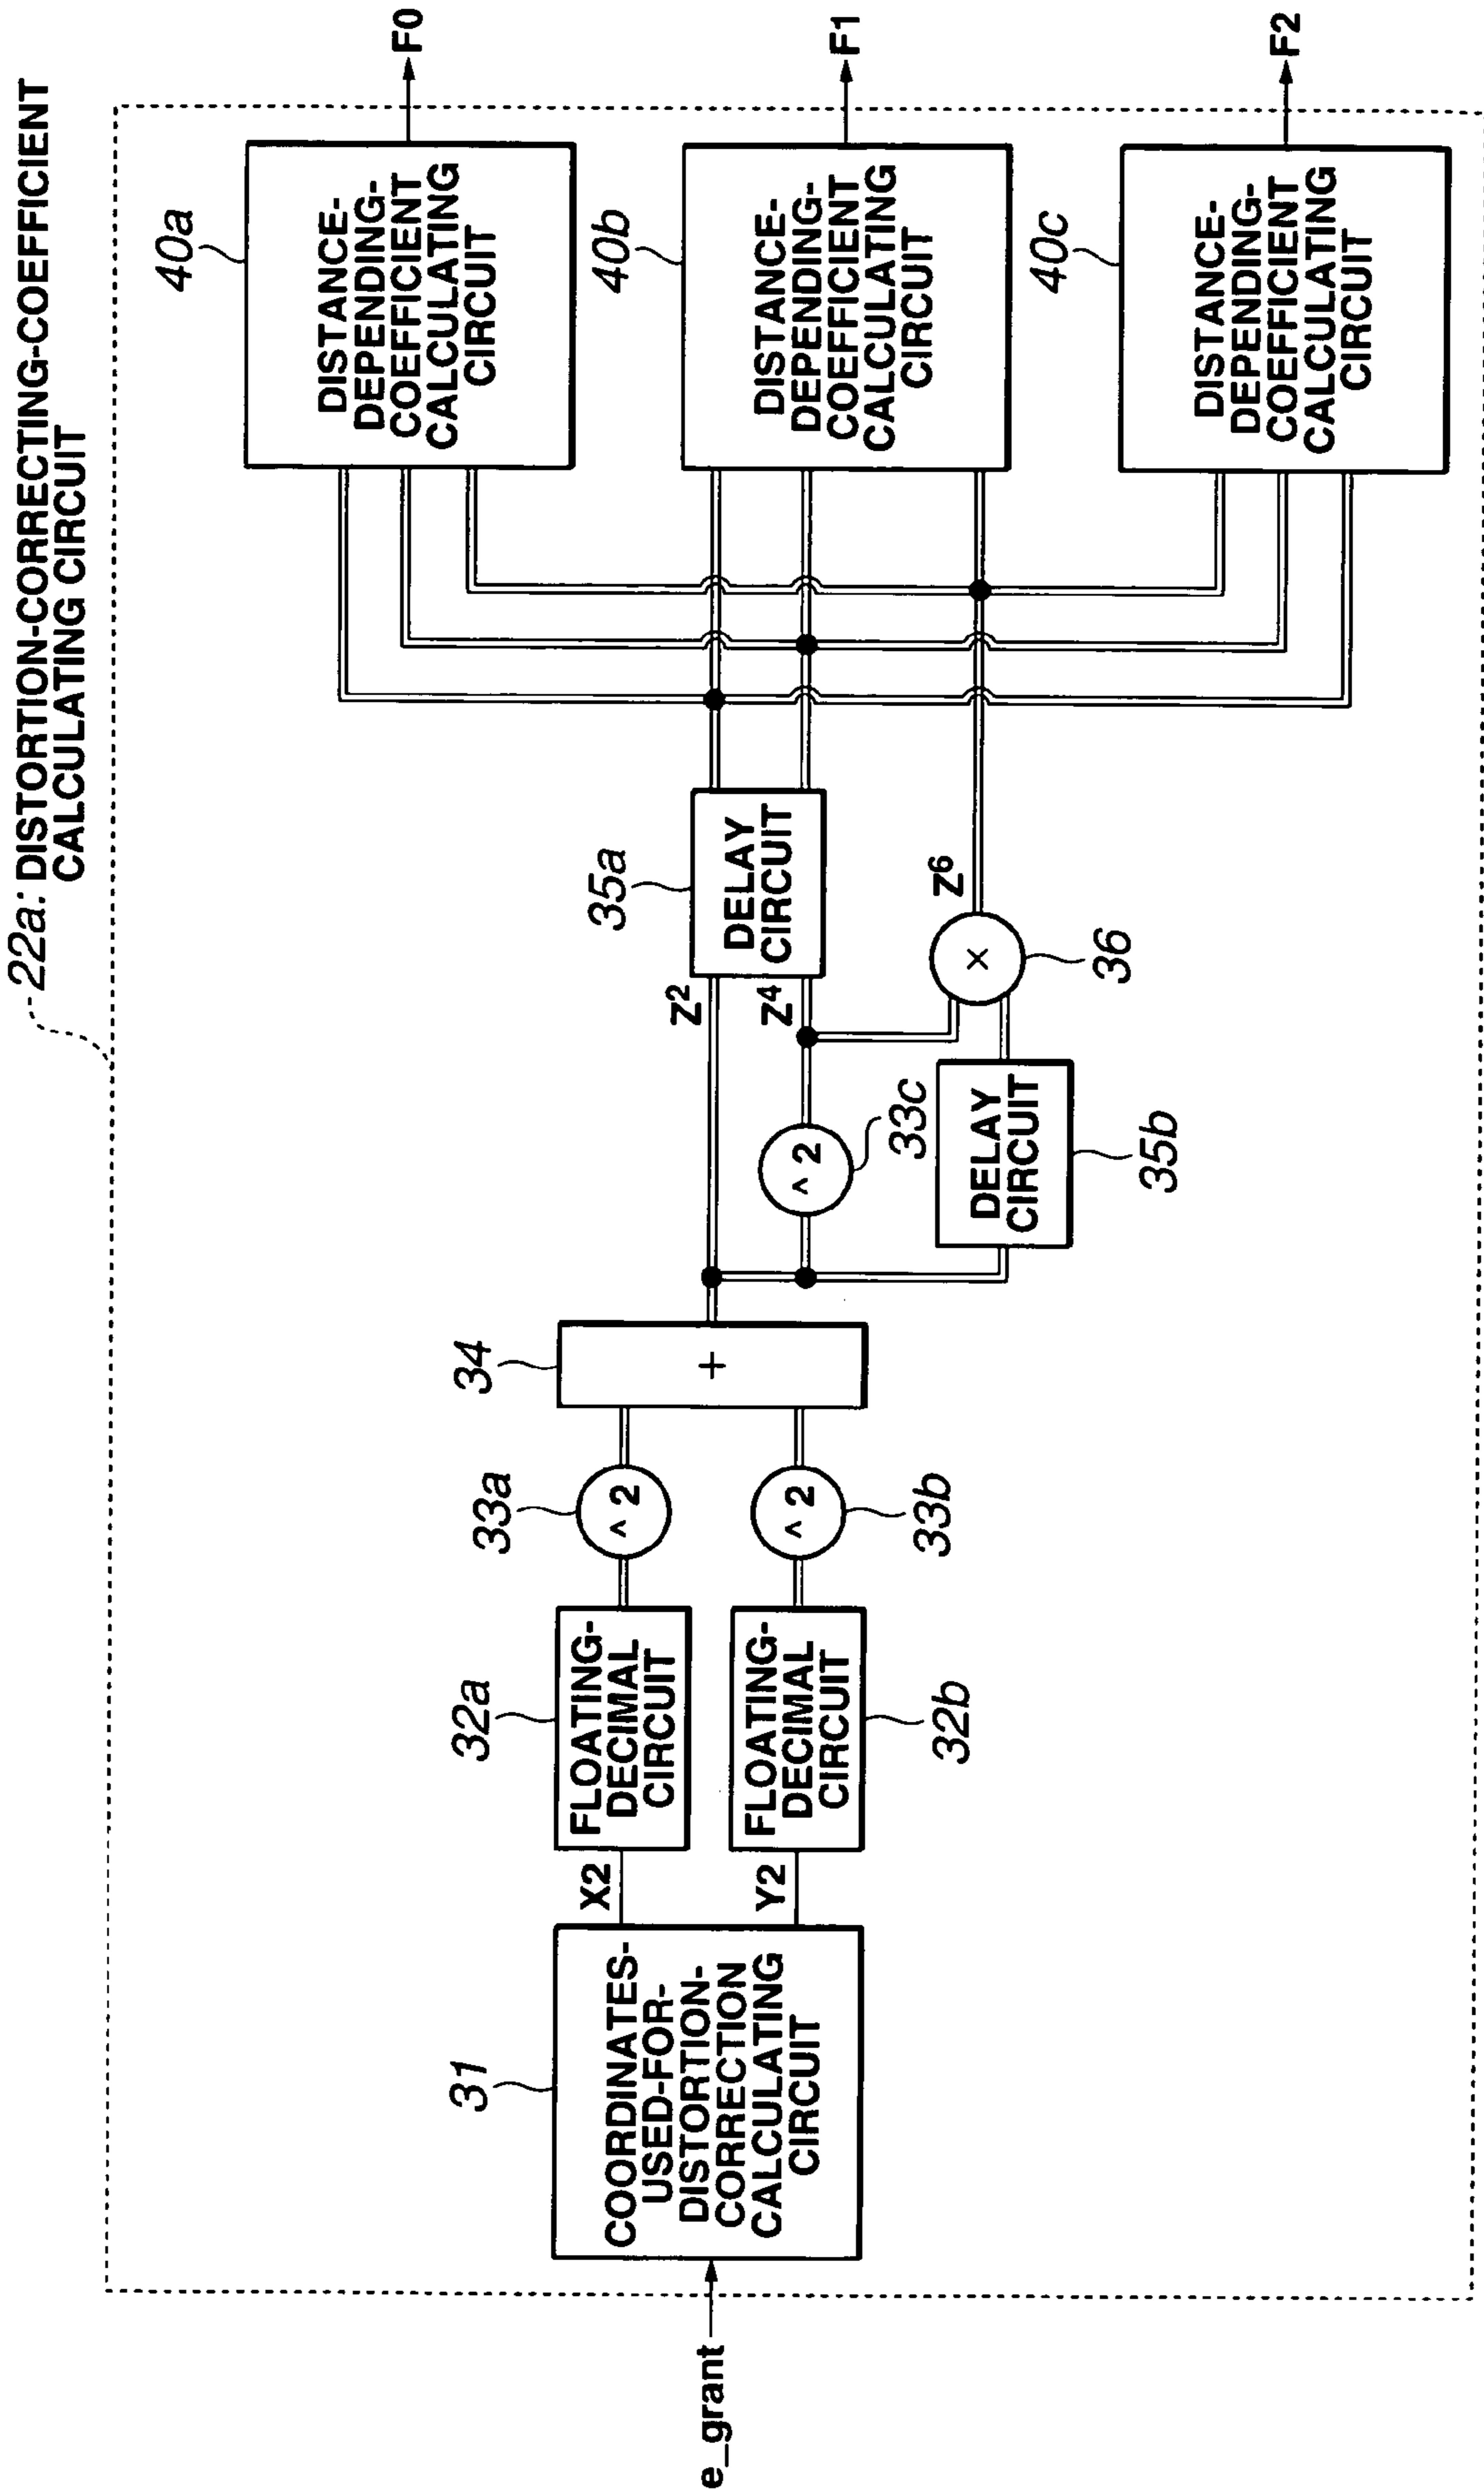 22a: DISTORTION-CORRECTING-COEFFICIENT
CALCULATING CIRCUIT
e_grant
31
COORDINATES-
USED-FOR-
DISTORTION-
CORRECTION
CALCULATING
CIRCUIT
X2
Y2
32a
FLOATING-
DECIMAL
CIRCUIT
32b
FLOATING-
DECIMAL
CIRCUIT
33a
^ 2
33b
^ 2
34
+
33c
^ 2
35b
DELAY
CIRCUIT
Z²
Z⁴
35a
DELAY
CIRCUIT
36
×
Z⁶
40a
DISTANCE-
DEPENDING-
COEFFICIENT
CALCULATING
CIRCUIT
F0
40b
DISTANCE-
DEPENDING-
COEFFICIENT
CALCULATING
CIRCUIT
F1
40c
DISTANCE-
DEPENDING-
COEFFICIENT
CALCULATING
CIRCUIT
F2